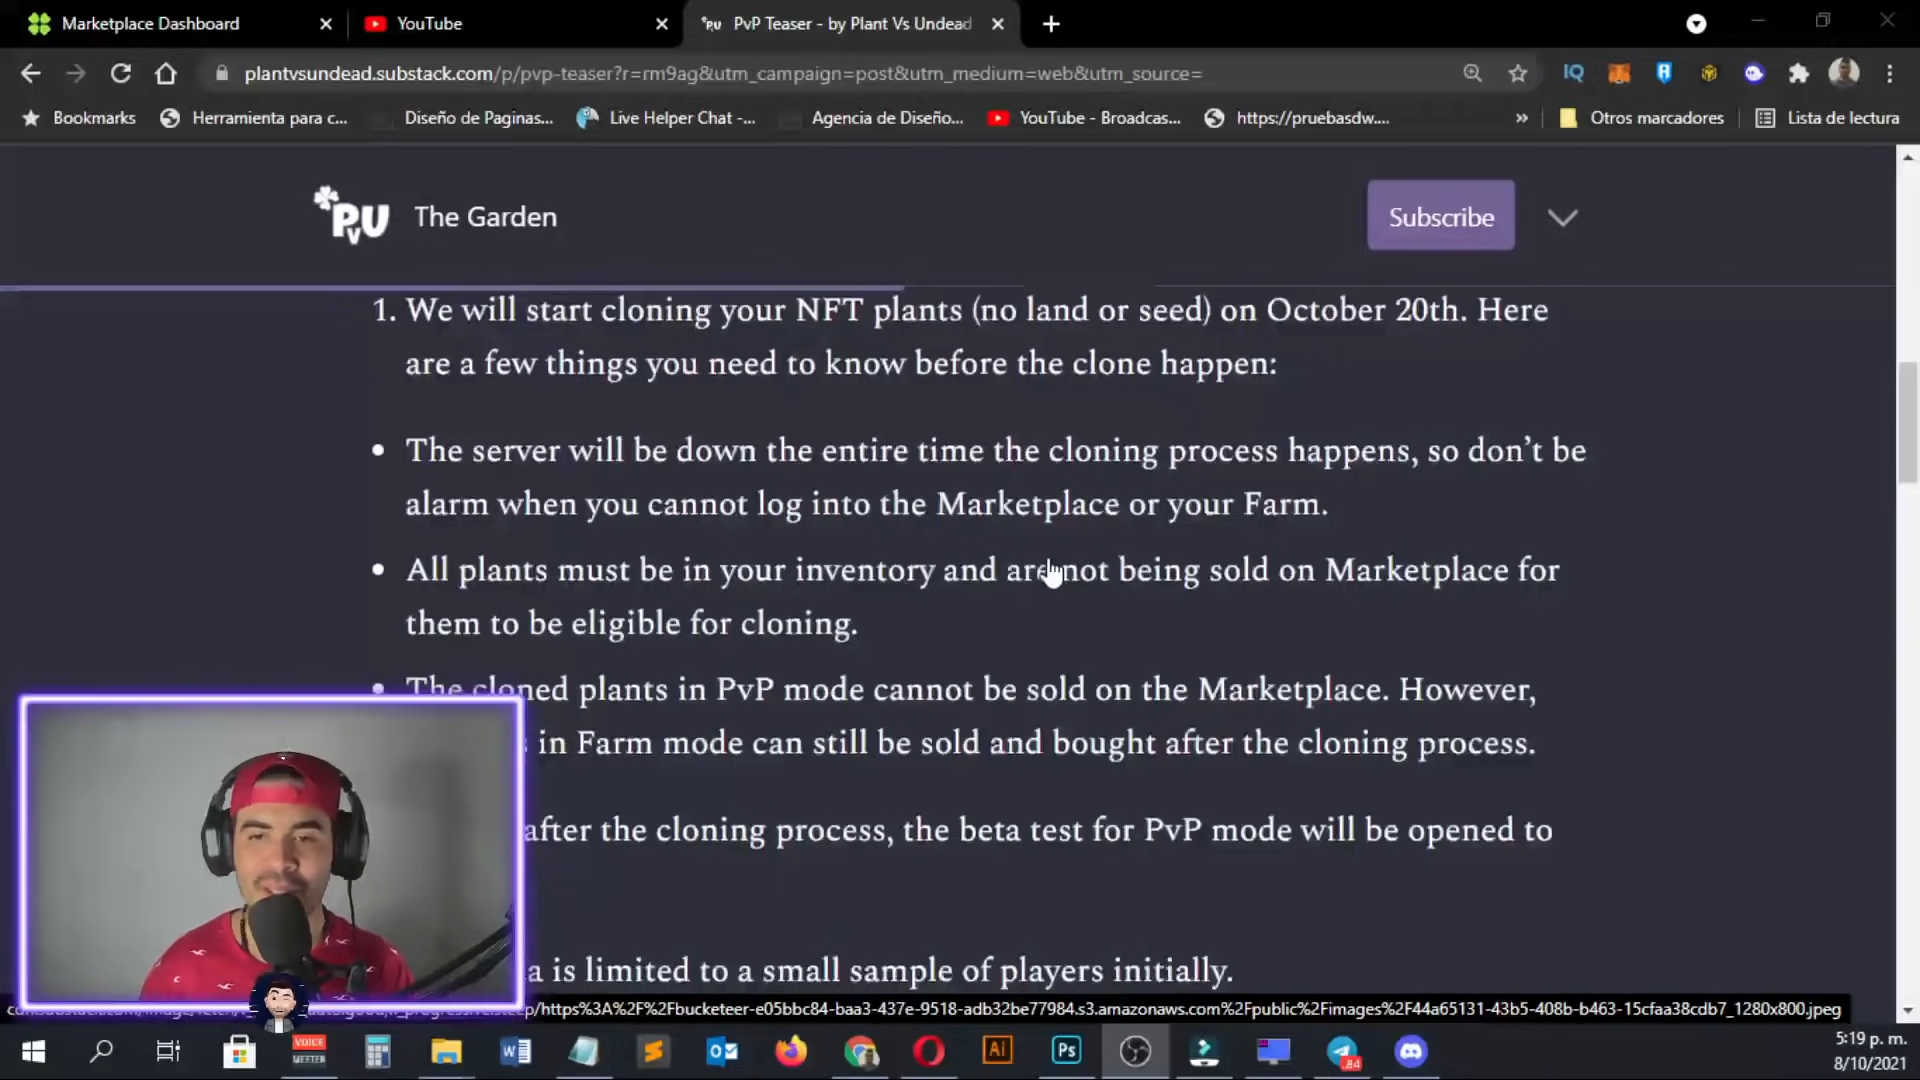 Marketplace Dashboard
YouTube
PvP Teaser - by Plant Vs Undead
plantvsundead.substack.com/p/pvp-teaser?r=rm9ag&utm_campaign=post&utm_medium=web&utm_source=
Bookmarks
Herramienta para c...
Diseño de Paginas...
Live Helper Chat -...
Agencia de Diseño...
YouTube - Broadcas...
https://pruebasdw....
Otros marcadores
Lista de lectura
PvU
The Garden
Subscribe
1. We will start cloning your NFT plants (no land or seed) on October 20th. Here
are a few things you need to know before the clone happen:
• The server will be down the entire time the cloning process happens, so don’t be
alarm when you cannot log into the Marketplace or your Farm.
• All plants must be in your inventory and are not being sold on Marketplace for
them to be eligible for cloning.
• The cloned plants in PvP mode cannot be sold on the Marketplace. However,
in Farm mode can still be sold and bought after the cloning process.
after the cloning process, the beta test for PvP mode will be opened to
is limited to a small sample of players initially.
/https%3A%2F%2Fbucketeer-e05bbc84-baa3-437e-9518-adb32be77984.s3.amazonaws.com%2Fpublic%2Fimages%2F44a65131-43b5-408b-b463-15cfaa38cdb7_1280x800.jpeg
VOICE
MEETER
Ai
Ps
84
5:19 p. m.
8/10/2021